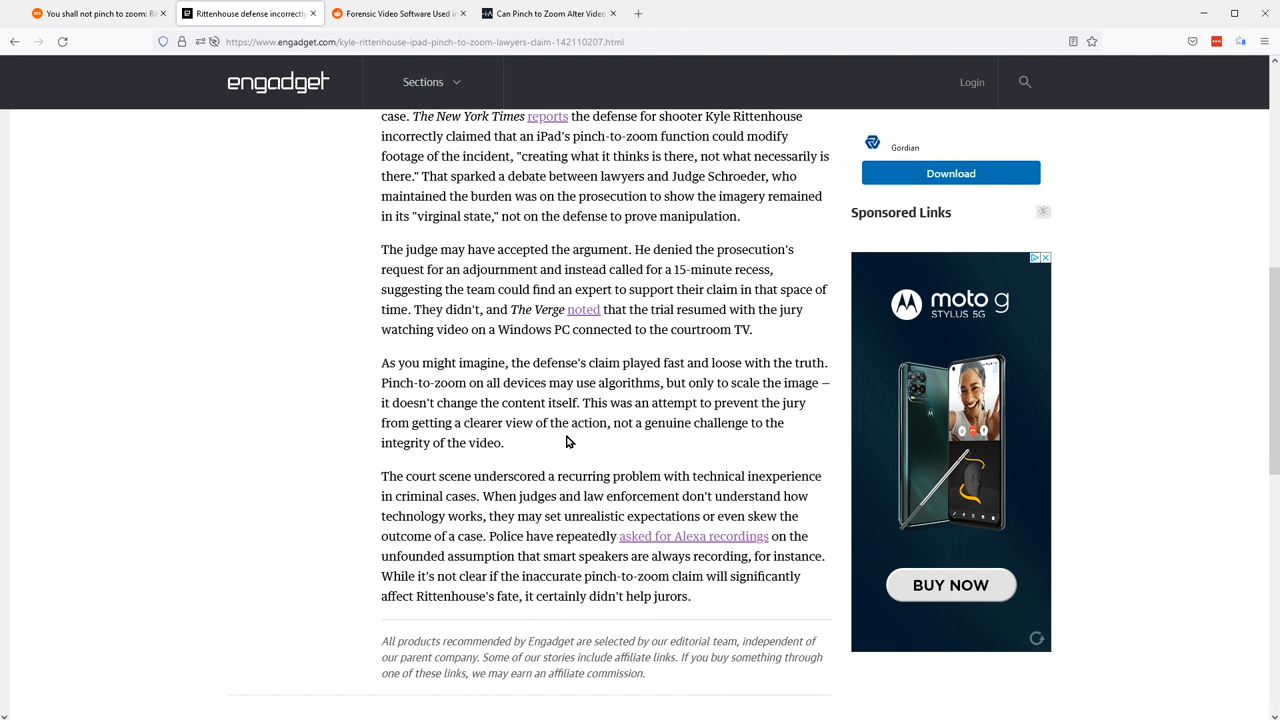 You shall not pinch to zoom: Ri
Rittenhouse defense incorrectly
Forensic Video Software Used in
Can Pinch to Zoom Alter Video
https://www.engadget.com/kyle-rittenhouse-ipad-pinch-to-zoom-lawyers-claim-142110207.html
engadget
Sections
Login
case. The New York Times reports the defense for shooter Kyle Rittenhouse
incorrectly claimed that an iPad's pinch-to-zoom function could modify
footage of the incident, "creating what it thinks is there, not what necessarily is
there." That sparked a debate between lawyers and Judge Schroeder, who
maintained the burden was on the prosecution to show the imagery remained
in its "virginal state," not on the defense to prove manipulation.
The judge may have accepted the argument. He denied the prosecution's
request for an adjournment and instead called for a 15-minute recess,
suggesting the team could find an expert to support their claim in that space of
time. They didn't, and The Verge noted that the trial resumed with the jury
watching video on a Windows PC connected to the courtroom TV.
As you might imagine, the defense's claim played fast and loose with the truth.
Pinch-to-zoom on all devices may use algorithms, but only to scale the image —
it doesn't change the content itself. This was an attempt to prevent the jury
from getting a clearer view of the action, not a genuine challenge to the
integrity of the video.
The court scene underscored a recurring problem with technical inexperience
in criminal cases. When judges and law enforcement don't understand how
technology works, they may set unrealistic expectations or even skew the
outcome of a case. Police have repeatedly asked for Alexa recordings on the
unfounded assumption that smart speakers are always recording, for instance.
While it's not clear if the inaccurate pinch-to-zoom claim will significantly
affect Rittenhouse's fate, it certainly didn't help jurors.
All products recommended by Engadget are selected by our editorial team, independent of
our parent company. Some of our stories include affiliate links. If you buy something through
one of these links, we may earn an affiliate commission.
Gordian
Download
Sponsored Links
moto g
STYLUS 5G
BUY NOW